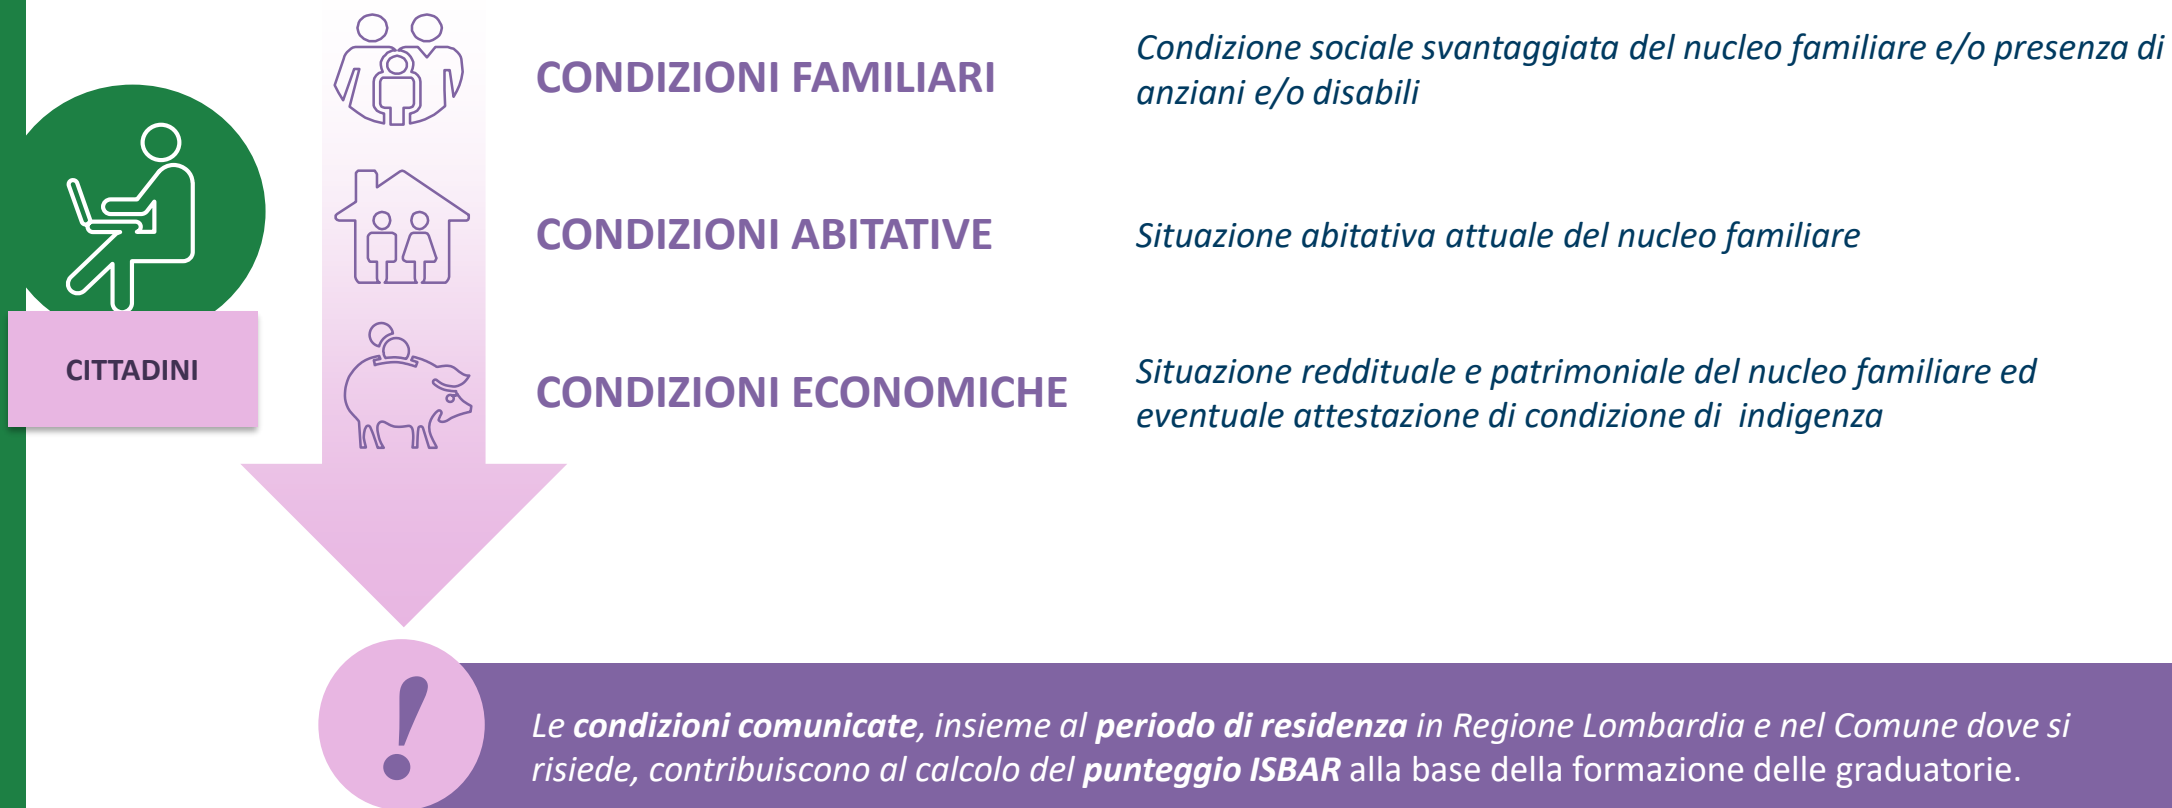 CONDIZIONI FAMILIARI
Condizione sociale svantaggiata del nucleo familiare e/o presenza di
anziani e/o disabili
CONDIZIONI ABITATIVE
Situazione abitativa attuale del nucleo familiare
CITTADINI
CONDIZIONI ECONOMICHE
Situazione reddituale e patrimoniale del nucleo familiare ed
eventuale attestazione di condizione di  indigenza
!
Le condizioni comunicate, insieme al periodo di residenza in Regione Lombardia e nel Comune dove si
risiede, contribuiscono al calcolo del punteggio ISBAR alla base della formazione delle graduatorie.